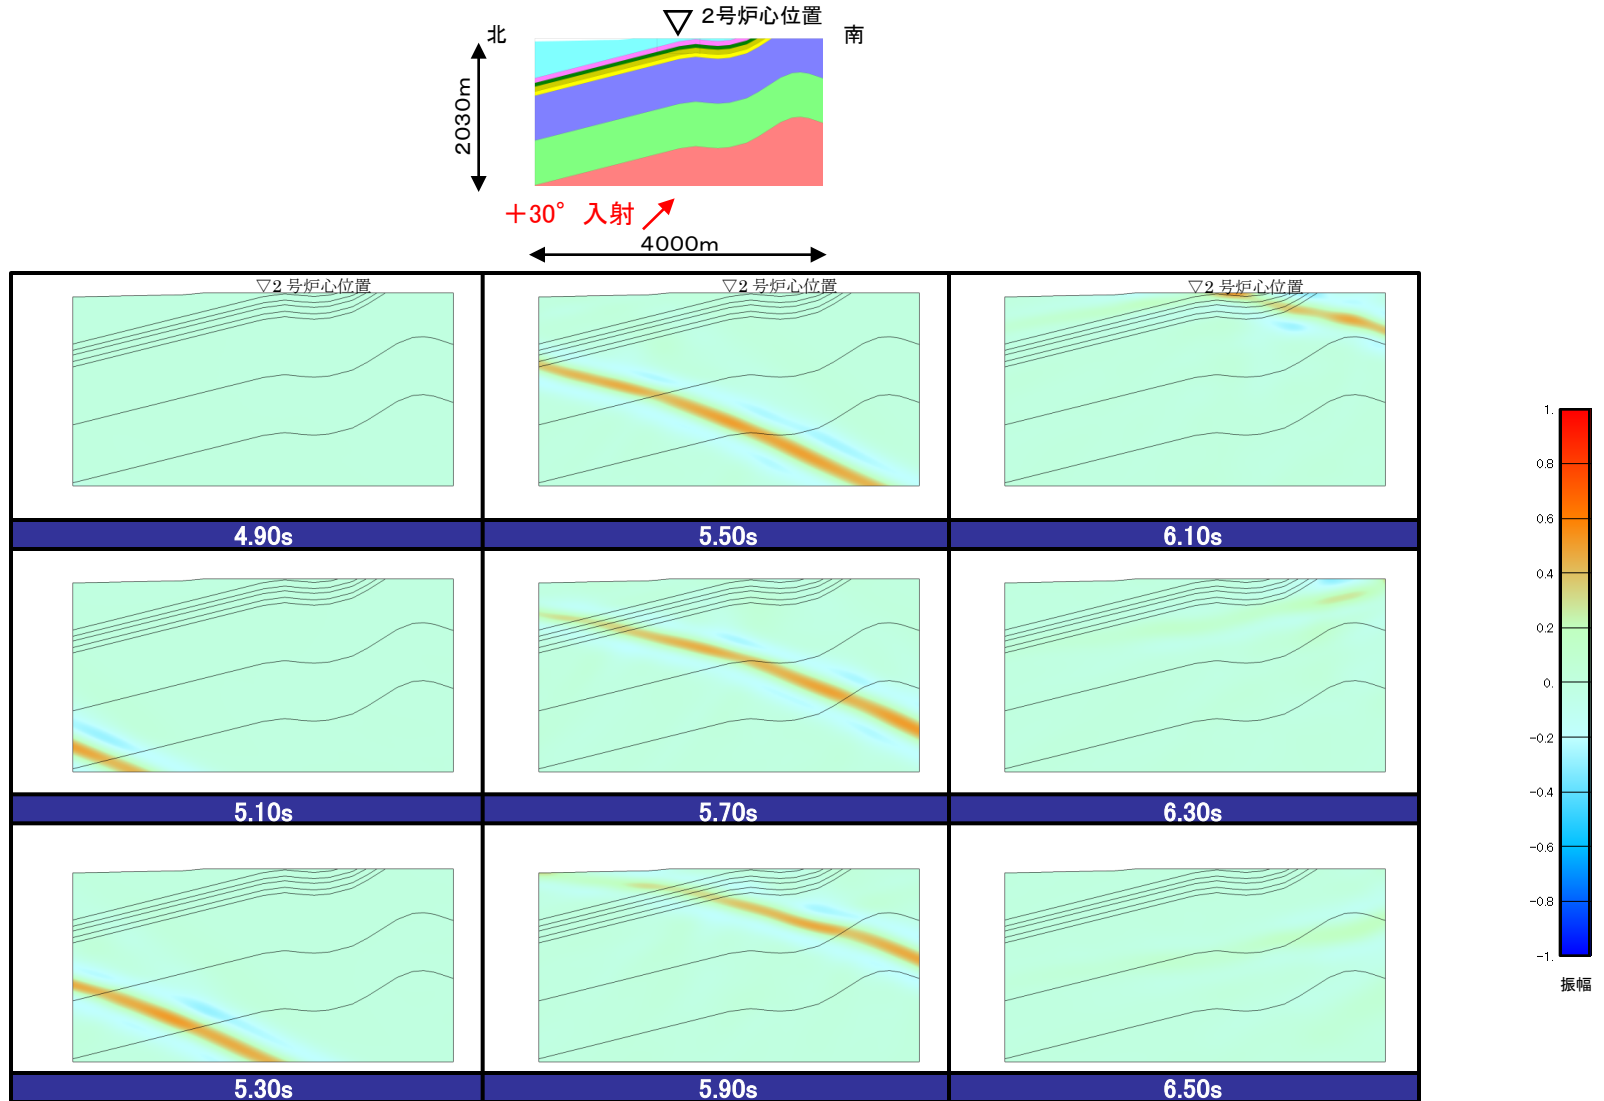 2号炉心位置
北
南
2030m
＋30° 入射
4000m
▽2 号炉心位置
▽2 号炉心位置
▽2 号炉心位置
4.90s
5.50s
6.10s
5.10s
5.70s
6.30s
5.30s
5.90s
6.50s
1.
0.8
0.6
0.4
0.2
0.
-0.2
-0.4
-0.6
-0.8
-1.
振幅